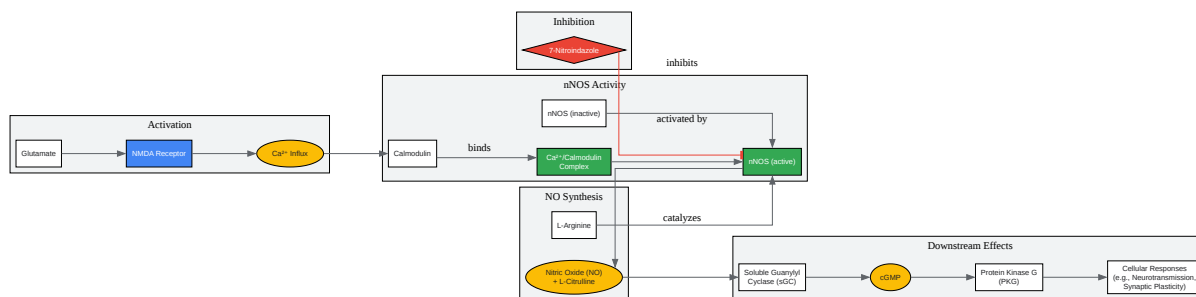 Inhibition
7-Nitroindazole
inhibits
nNOS Activity
nNOS (inactive)
activated by
Activation
Glutamate
NMDA Receptor
Ca²⁺ Influx
Calmodulin
binds
Ca²⁺/Calmodulin
Complex
nNOS (active)
NO Synthesis
L-Arginine
catalyzes
Nitric Oxide (NO)
+ L-Citrulline
Downstream Effects
Soluble Guanylyl
Cyclase (sGC)
cGMP
Protein Kinase G
(PKG)
Cellular Responses
(e.g., Neurotransmission,
Synaptic Plasticity)